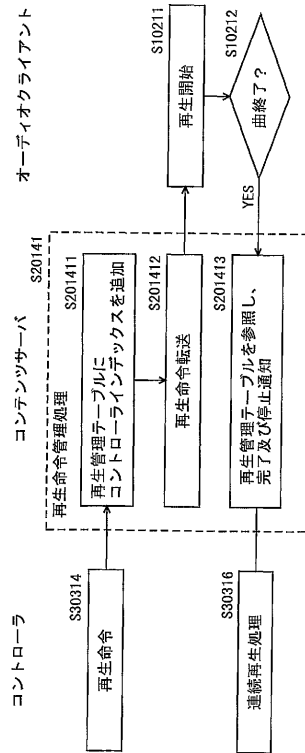 コントローラ
コンテンツサーバ
オーディオクライアント
S20141
再生命令管理処理
S30314
再生命令
S201411
再生管理テーブルに
コントローラインデックスを追加
S201412
再生命令転送
S10211
再生開始
S10212
曲終了？
YES
S201413
再生管理テーブルを参照し、
完了及び停止通知
S30316
連続再生処理